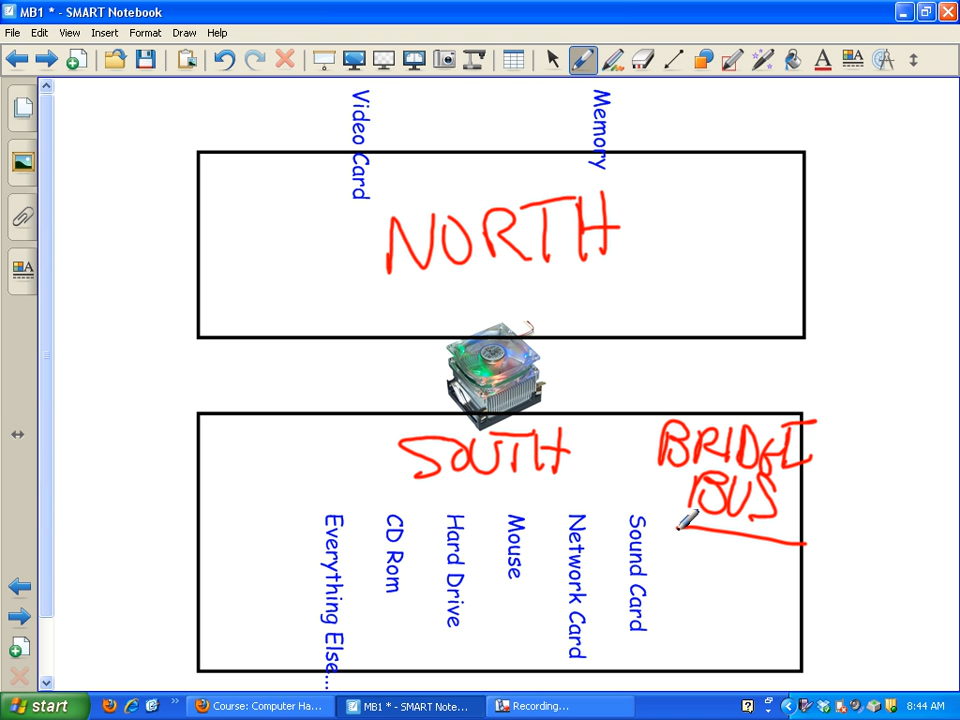 MB1 * - SMART Notebook
File Edit View Insert Format Draw Help
Video Card
Memory
NORTH
SOUTH
BRIDGE
BUS
Everything Else...
CD Rom
Hard Drive
Mouse
Network Card
Sound Card
start
Course: Computer Ha...
MB1 * - SMART Note...
Recording...
8:44 AM